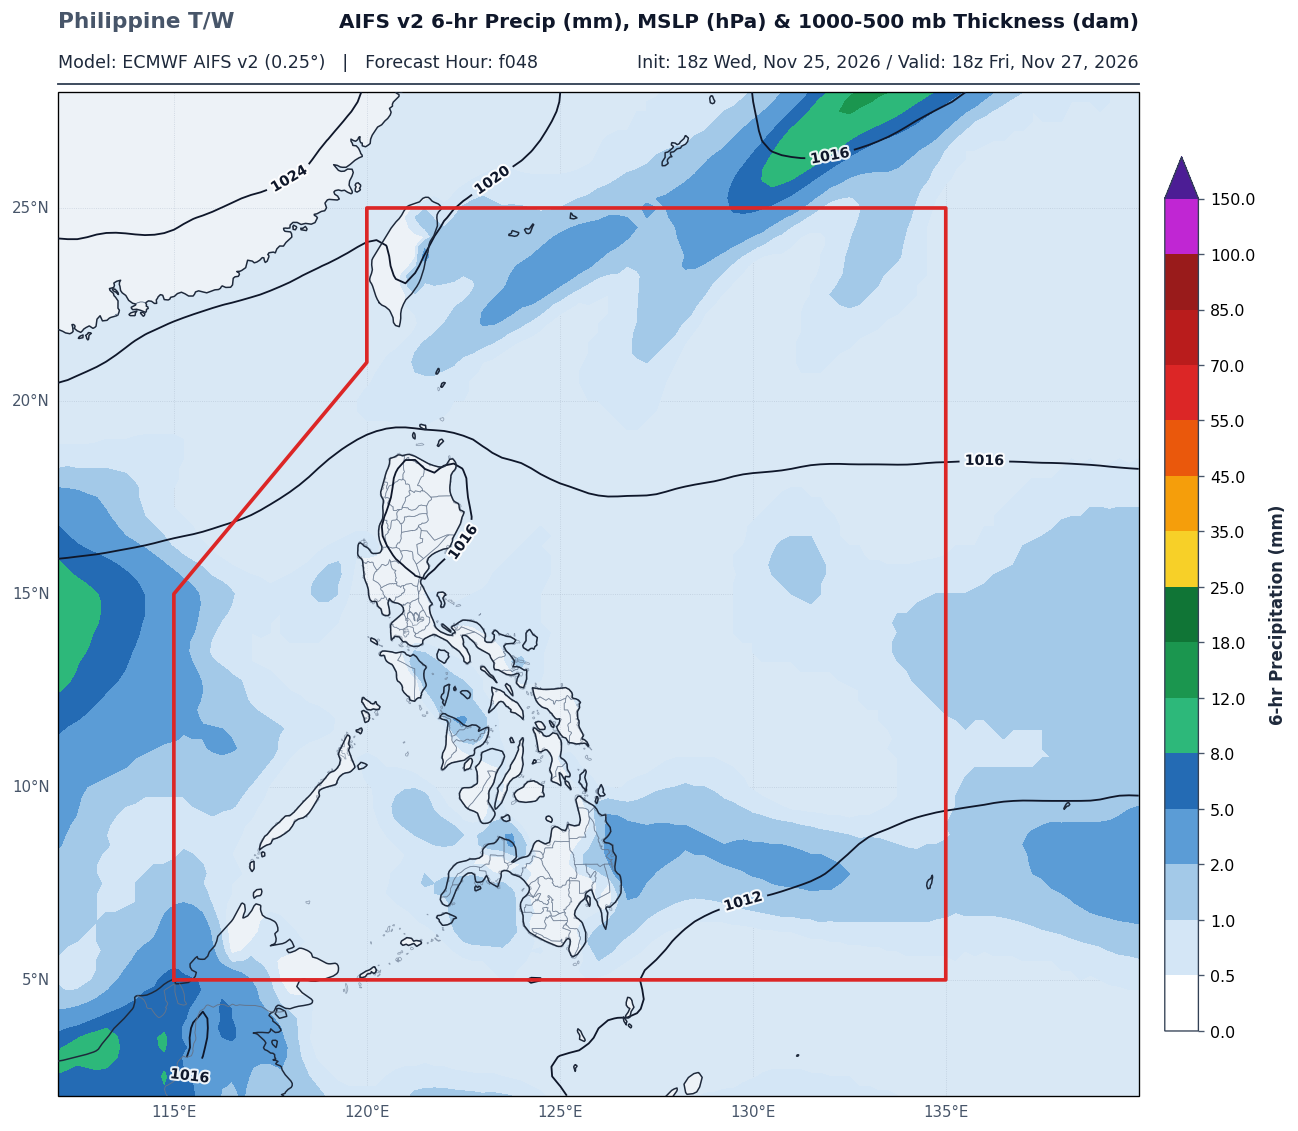 Philippine T/W
AIFS v2 6-hr Precip (mm), MSLP (hPa) & 1000-500 mb Thickness (dam)
Model: ECMWF AIFS v2 (0.25°) | Forecast Hour: f048
Init: 18z Wed, Nov 25, 2026 / Valid: 18z Fri, Nov 27, 2026
1024
1020
1016
1016
1016
1012
1016
25°N
20°N
15°N
10°N
5°N
115°E
120°E
125°E
130°E
135°E
150.0
100.0
85.0
70.0
55.0
45.0
35.0
25.0
18.0
12.0
8.0
5.0
2.0
1.0
0.5
0.0
6-hr Precipitation (mm)